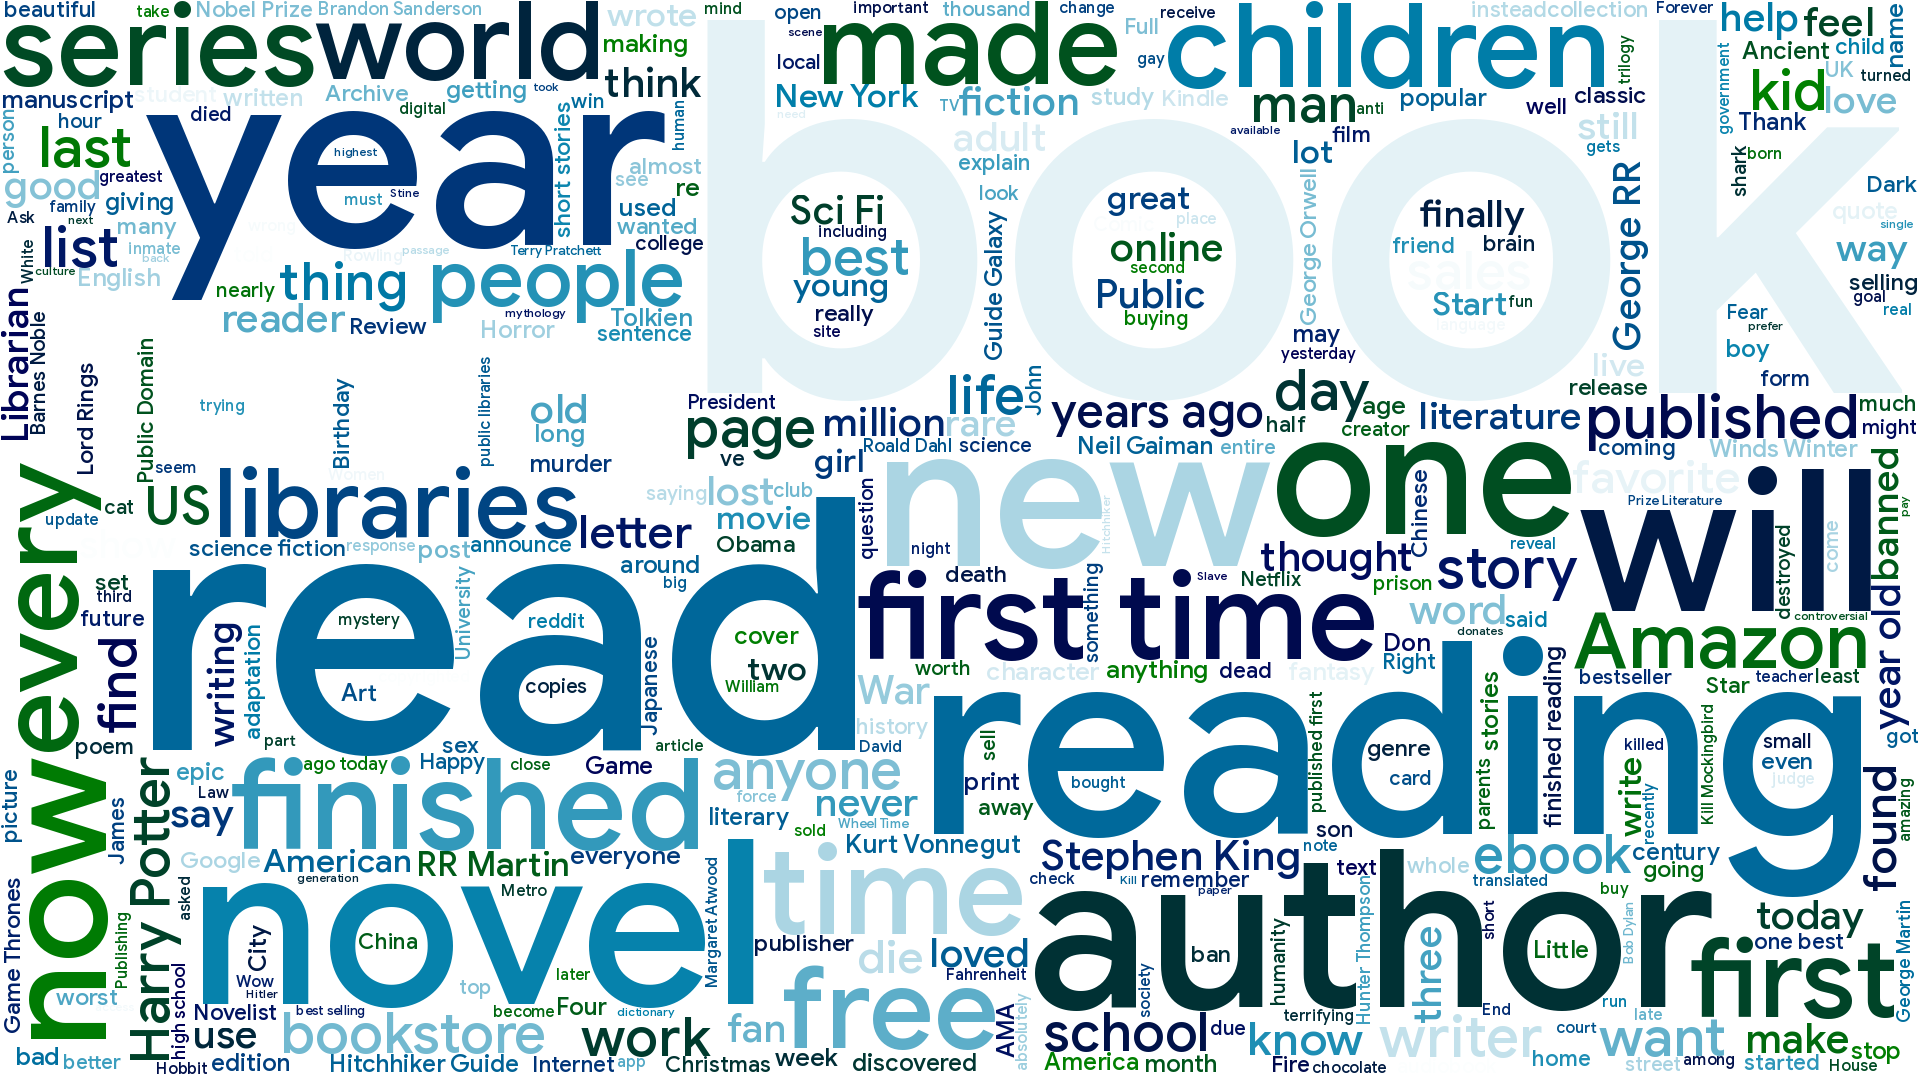 beautiful
take
Nobel Prize
Brandon Sanderson
wrote
mind
open
important
thousand
change
receive
instead
collection
Forever
help
feel
name
series
world
making
scene
made
Full
children
trilogy
government
Ancient
child
think
local
gay
UK
turned
manuscript
student
written
Archive
getting
took
New York
TV
fiction
study
Kindle
man
anti
popular
well
classic
kid
love
hour
died
digital
short stories
win
human
need
adult
available
film
still
Thank
person
last
year
highest
almost
book
explain
lot
gets
shark
born
good
greatest
must
Stine
see
re
look
great
George Orwell
George RR
Dark
Ask
family
giving
used
Sci Fi
place
finally
quote
next
many
wrong
wanted
including
Guide Galaxy
online
friend
brain
single
White
list
inmate
back
Rowling
passage
Terry Pratchett
college
best
second
sales
way
culture
English
thing
people
young
Public
Start
fun
selling
goal
nearly
mythology
Tolkien
really
buying
language
Fear
real
reader
Review
Horror
sentence
site
may
prefer
Librarian
Barnes Noble
yesterday
boy
Lord Rings
Public Domain
Birthday
public libraries
life
John
day
live
release
form
trying
old
President
million
rare
years ago
half
age
literature
published
much
long
page
Roald Dahl
science
Neil Gaiman
entire
creator
coming
Winds Winter
might
seem
Women
murder
ve
girl
new
one
favorite
every
cat
US
libraries
saying
lost
club
question
Hitchhiker
Chinese
Prize Literature
will
banned
pay
update
letter
movie
show
science fiction
response
post
announce
Obama
night
thought
reveal
destroyed
come
around
first time
Slave
Netflix
story
set
third
read
University
big
death
something
prison
word
said
controversial
future
mystery
reddit
donates
year old
find
writing
adaptation
Japanese
cover
two
worth
character
anything
dead
fantasy
Don
Right
finished reading
Amazon
Art
copies
William
War
reading
bestseller
Star
teacher
least
poem
part
sex
article
history
David
sell
published first
genre
parents stories
killed
Kill Mockingbird
small
even
judge
got
now
picture
James
Harry Potter
epic
ago today
Happy
close
Game
anyone
print
bought
card
write
recently
found
amazing
Law
say
finished
force
never
away
literary
sold
Wheel Time
son
Google
American
RR Martin
everyone
Kurt Vonnegut
Stephen King
note
text
whole
ebook
century
generation
Metro
Margaret Atwood
time
check
Kill
remember
paper
translated
going
buy
Game Thrones
Publishing
asked
novel
China
publisher
die
loved
author
Hunter Thompson
short
Little
Bob Dylan
today
one best
George Martin
City
Wow
Hitler
top
later
Fahrenheit
society
ban
humanity
three
first
worst
high school
Novelist
best selling
become
Four
dictionary
free
AMA
absolutely
terrifying
End
run
late
use
bookstore
work
fan
school
due
know
writer
court
want
make
stop
bad
better
Hobbit
edition
Hitchhiker Guide
Internet
app
Christmas
week
discovered
America
month
Fire
chocolate
home
street
among
started
House